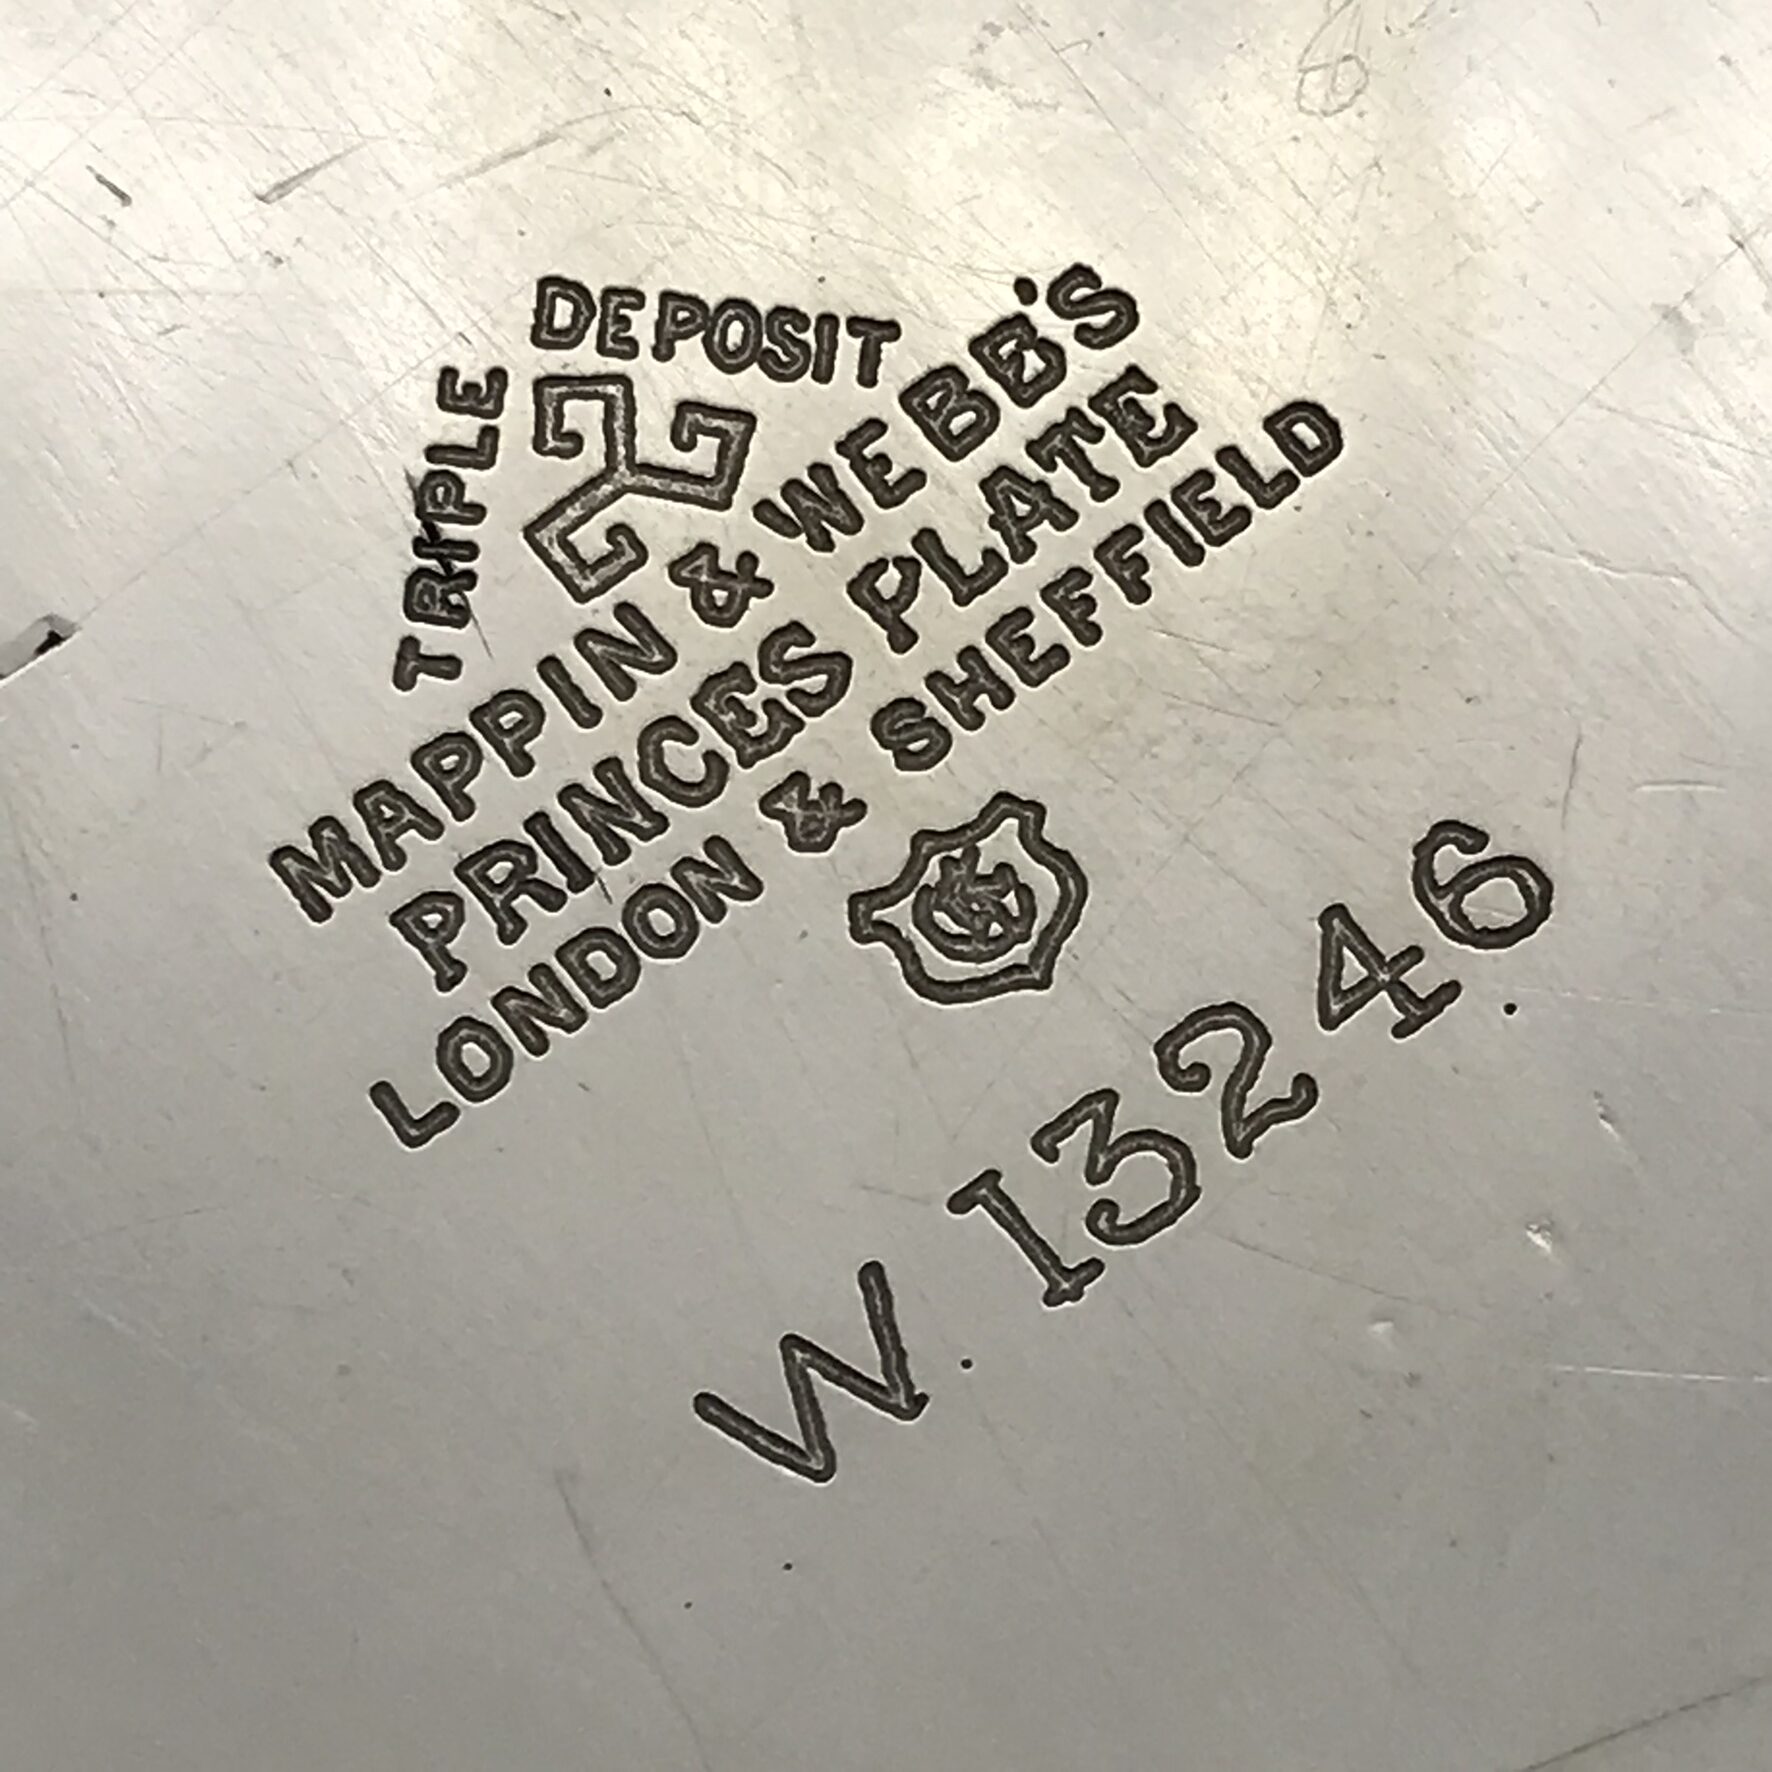 TRIPLE DEPOSIT
MAPPIN & WEBB'S
PRINCES PLATE
LONDON & SHEFFIELD
W. 13246.